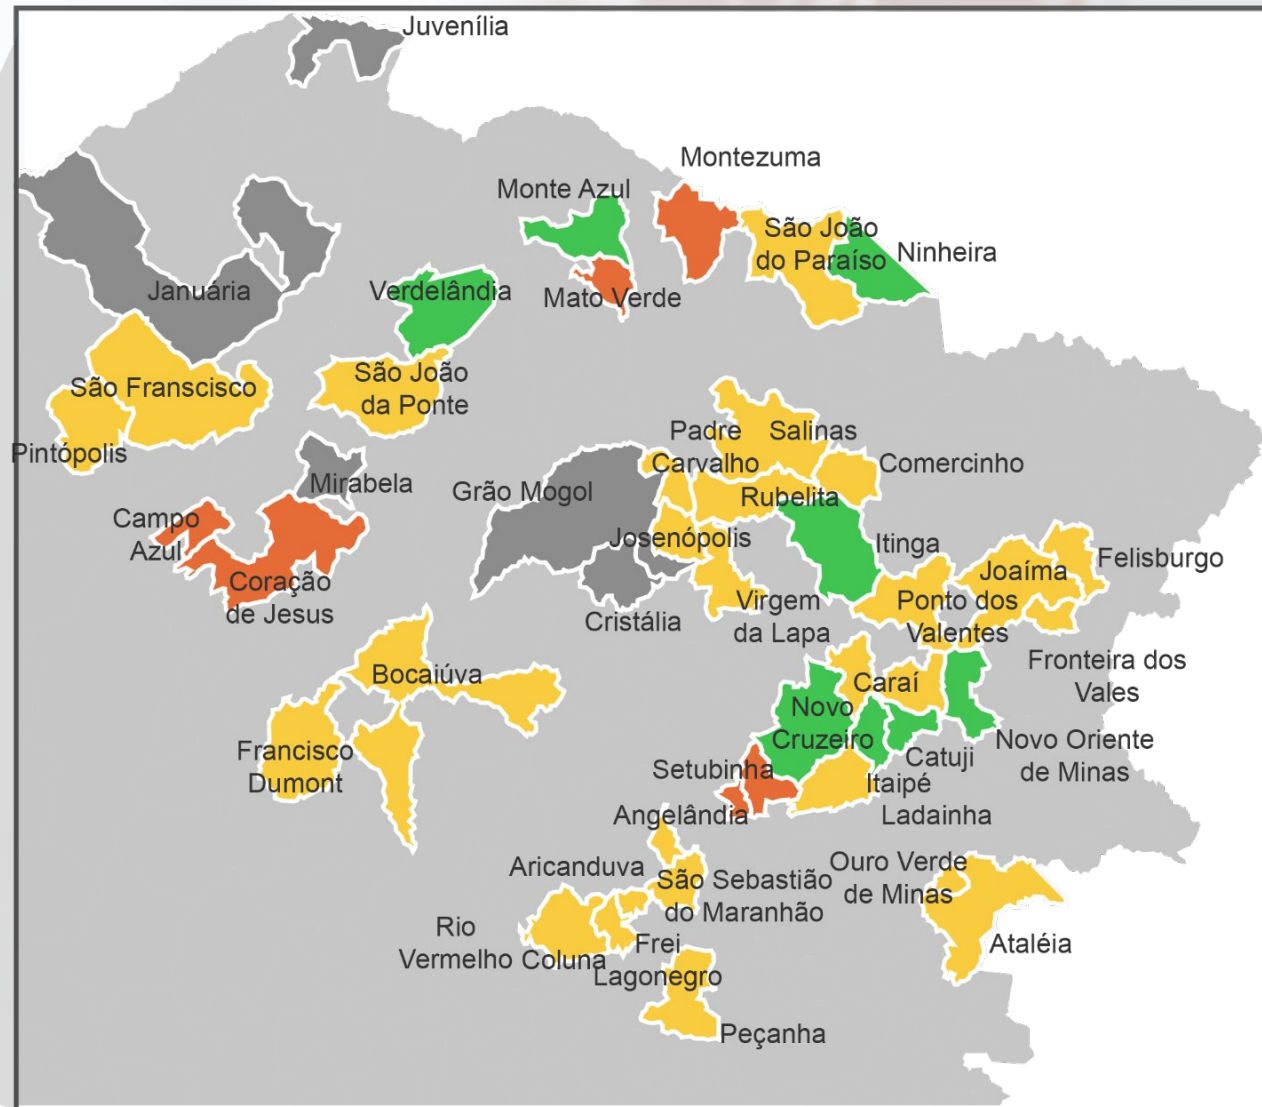 Juvenília
Montezuma
Monte Azul
São João
do Paraíso
Ninheira
Januária
Verdelândia
Mato Verde
São Franscisco
São João
da Ponte
Pintópolis
Padre
Carvalho
Salinas
Comercinho
Mirabela
Grão Mogol
Rubelita
Campo
Azul
Josenópolis
Itinga
Coração
de Jesus
Joaíma
Felisburgo
Cristália
Virgem
da Lapa
Ponto dos
Valentes
Bocaiúva
Caraí
Fronteira dos
Vales
Novo
Cruzeiro
Francisco
Dumont
Setubinha
Catuji
Novo Oriente
de Minas
Itaipé
Angelândia
Ladainha
Aricanduva
São Sebastião
do Maranhão
Ouro Verde
de Minas
Rio
Vermelho
Coluna
Frei
Lagonegro
Ataléia
Peçanha